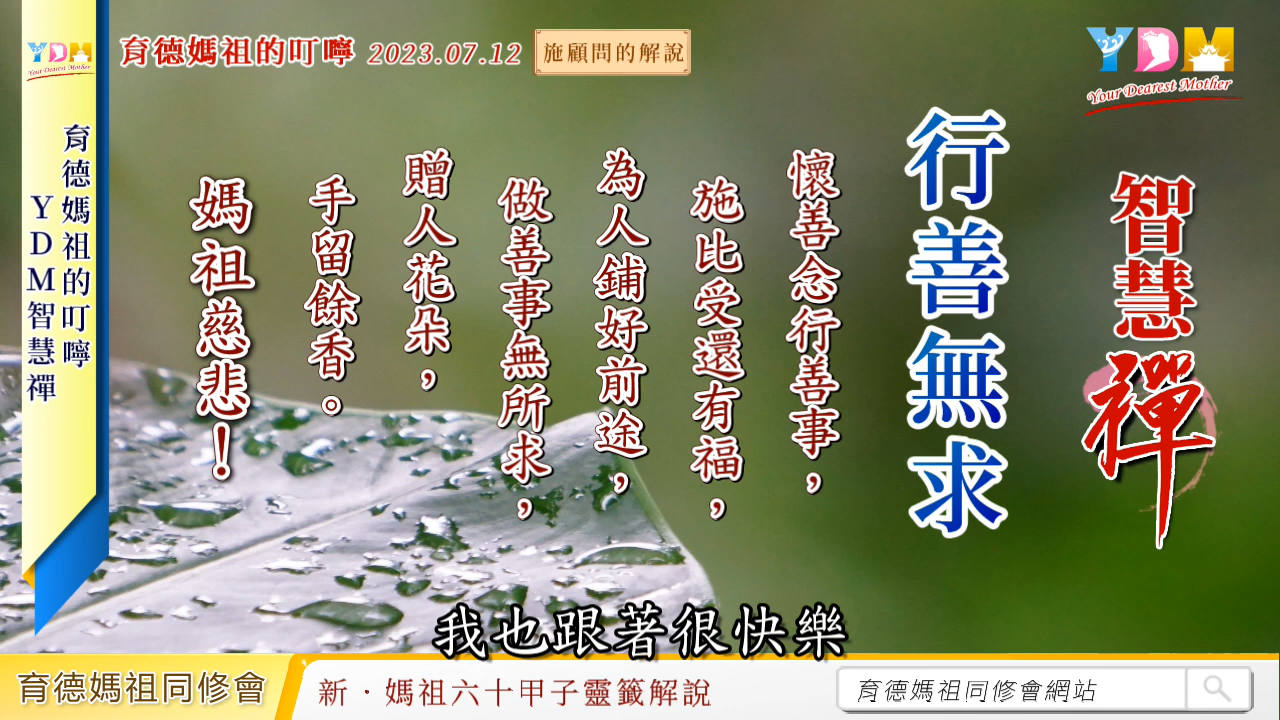 YDM
Your Dearest Mother
育德媽祖的叮嚀
YDM智慧禪
育德媽祖的叮嚀 2023.07.12 施顧問的解說
YDM
Your Dearest Mother
智慧禪
行善無求
懷善念行善事，
施比受還有福，
為人鋪好前途，
做善事無所求，
贈人花朵，
手留餘香。
媽祖慈悲！
我也跟著很快樂
育德媽祖同修會
新．媽祖六十甲子靈籤解說
育德媽祖同修會網站